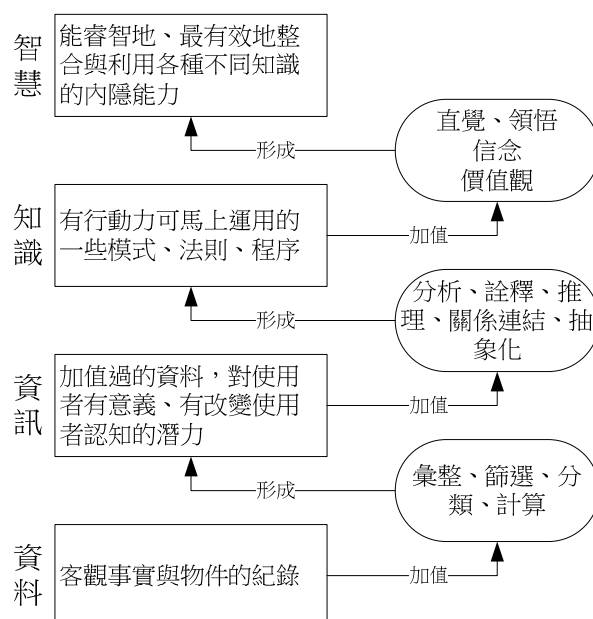 智慧
能睿智地、最有效地整
合與利用各種不同知識
的內隱能力
形成
直覺、領悟
信念
價值觀
知識
有行動力可馬上運用的
一些模式、法則、程序
加值
形成
分析、詮釋、推
理、關係連結、抽
象化
資訊
加值過的資料，對使用
者有意義、有改變使用
者認知的潛力
加值
形成
彙整、篩選、分
類、計算
資料
客觀事實與物件的紀錄
加值